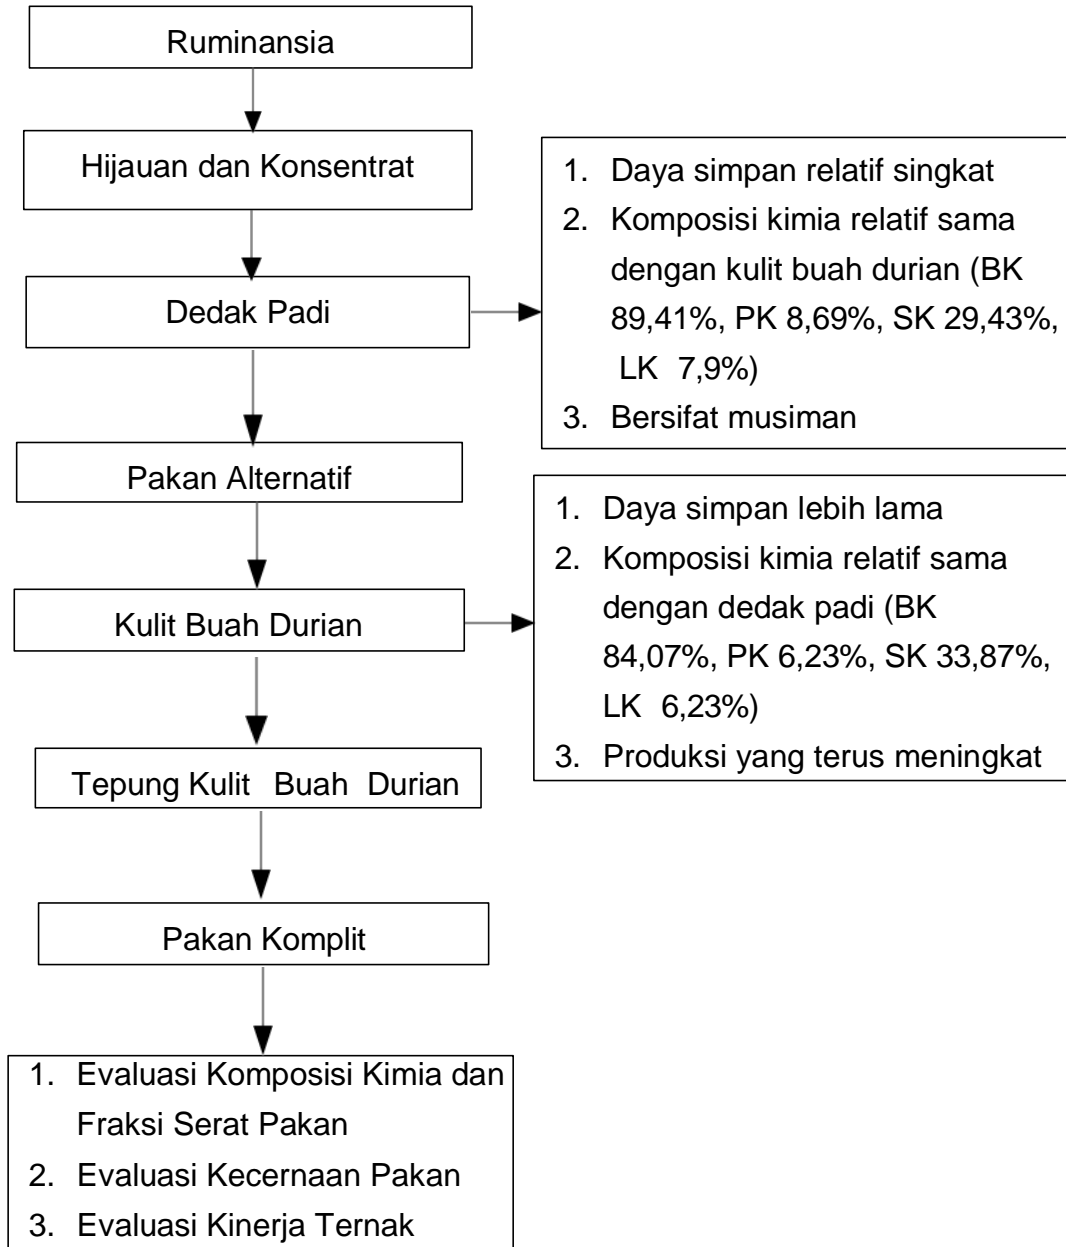 Ruminansia
Hijauan dan Konsentrat
Dedak Padi
1. Daya simpan relatif singkat
2. Komposisi kimia relatif sama
dengan kulit buah durian (BK
89,41%, PK 8,69%, SK 29,43%,
LK 7,9%)
3. Bersifat musiman
Pakan Alternatif
Kulit Buah Durian
1. Daya simpan lebih lama
2. Komposisi kimia relatif sama
dengan dedak padi (BK
84,07%, PK 6,23%, SK 33,87%,
LK 6,23%)
3. Produksi yang terus meningkat
Tepung Kulit Buah Durian
Pakan Komplit
1. Evaluasi Komposisi Kimia dan
Fraksi Serat Pakan
2. Evaluasi Kecernaan Pakan
3. Evaluasi Kinerja Ternak